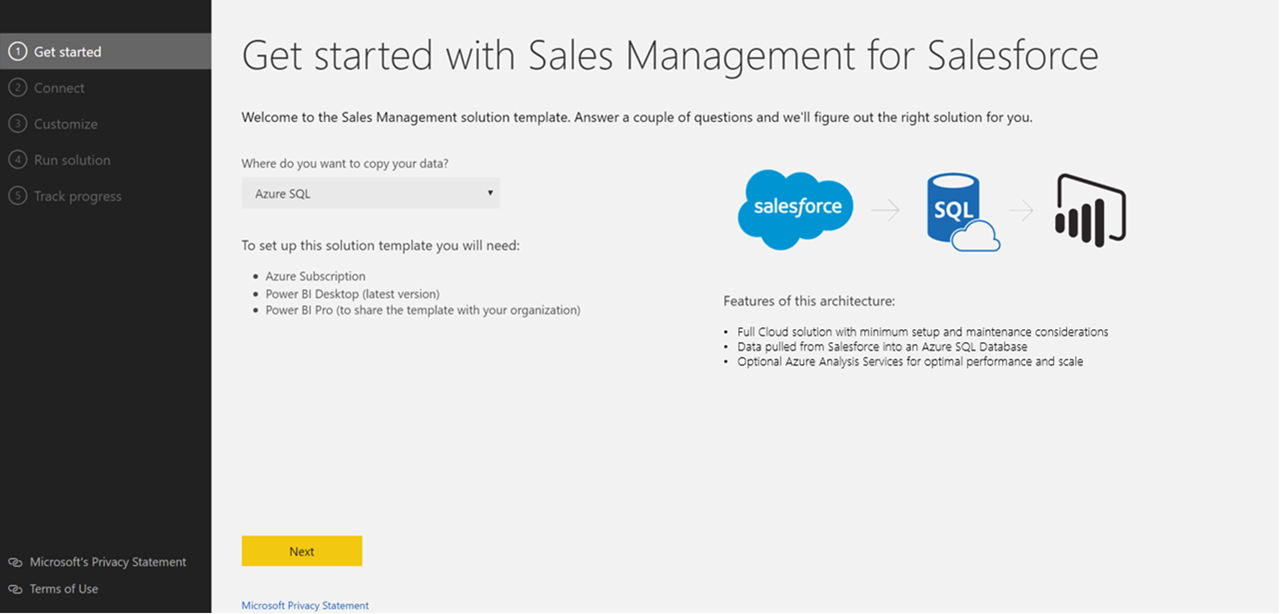 1 Get started
2 Connect
3 Customize
4 Run solution
5 Track progress
Microsoft's Privacy Statement
Terms of Use
Get started with Sales Management for Salesforce
Welcome to the Sales Management solution template. Answer a couple of questions and we'll figure out the right solution for you.
Where do you want to copy your data?
Azure SQL
To set up this solution template you will need:
• Azure Subscription
• Power BI Desktop (latest version)
• Power BI Pro (to share the template with your organization)
salesforce
SQL
Features of this architecture:
• Full Cloud solution with minimum setup and maintenance considerations
• Data pulled from Salesforce into an Azure SQL Database
• Optional Azure Analysis Services for optimal performance and scale
Next
Microsoft Privacy Statement